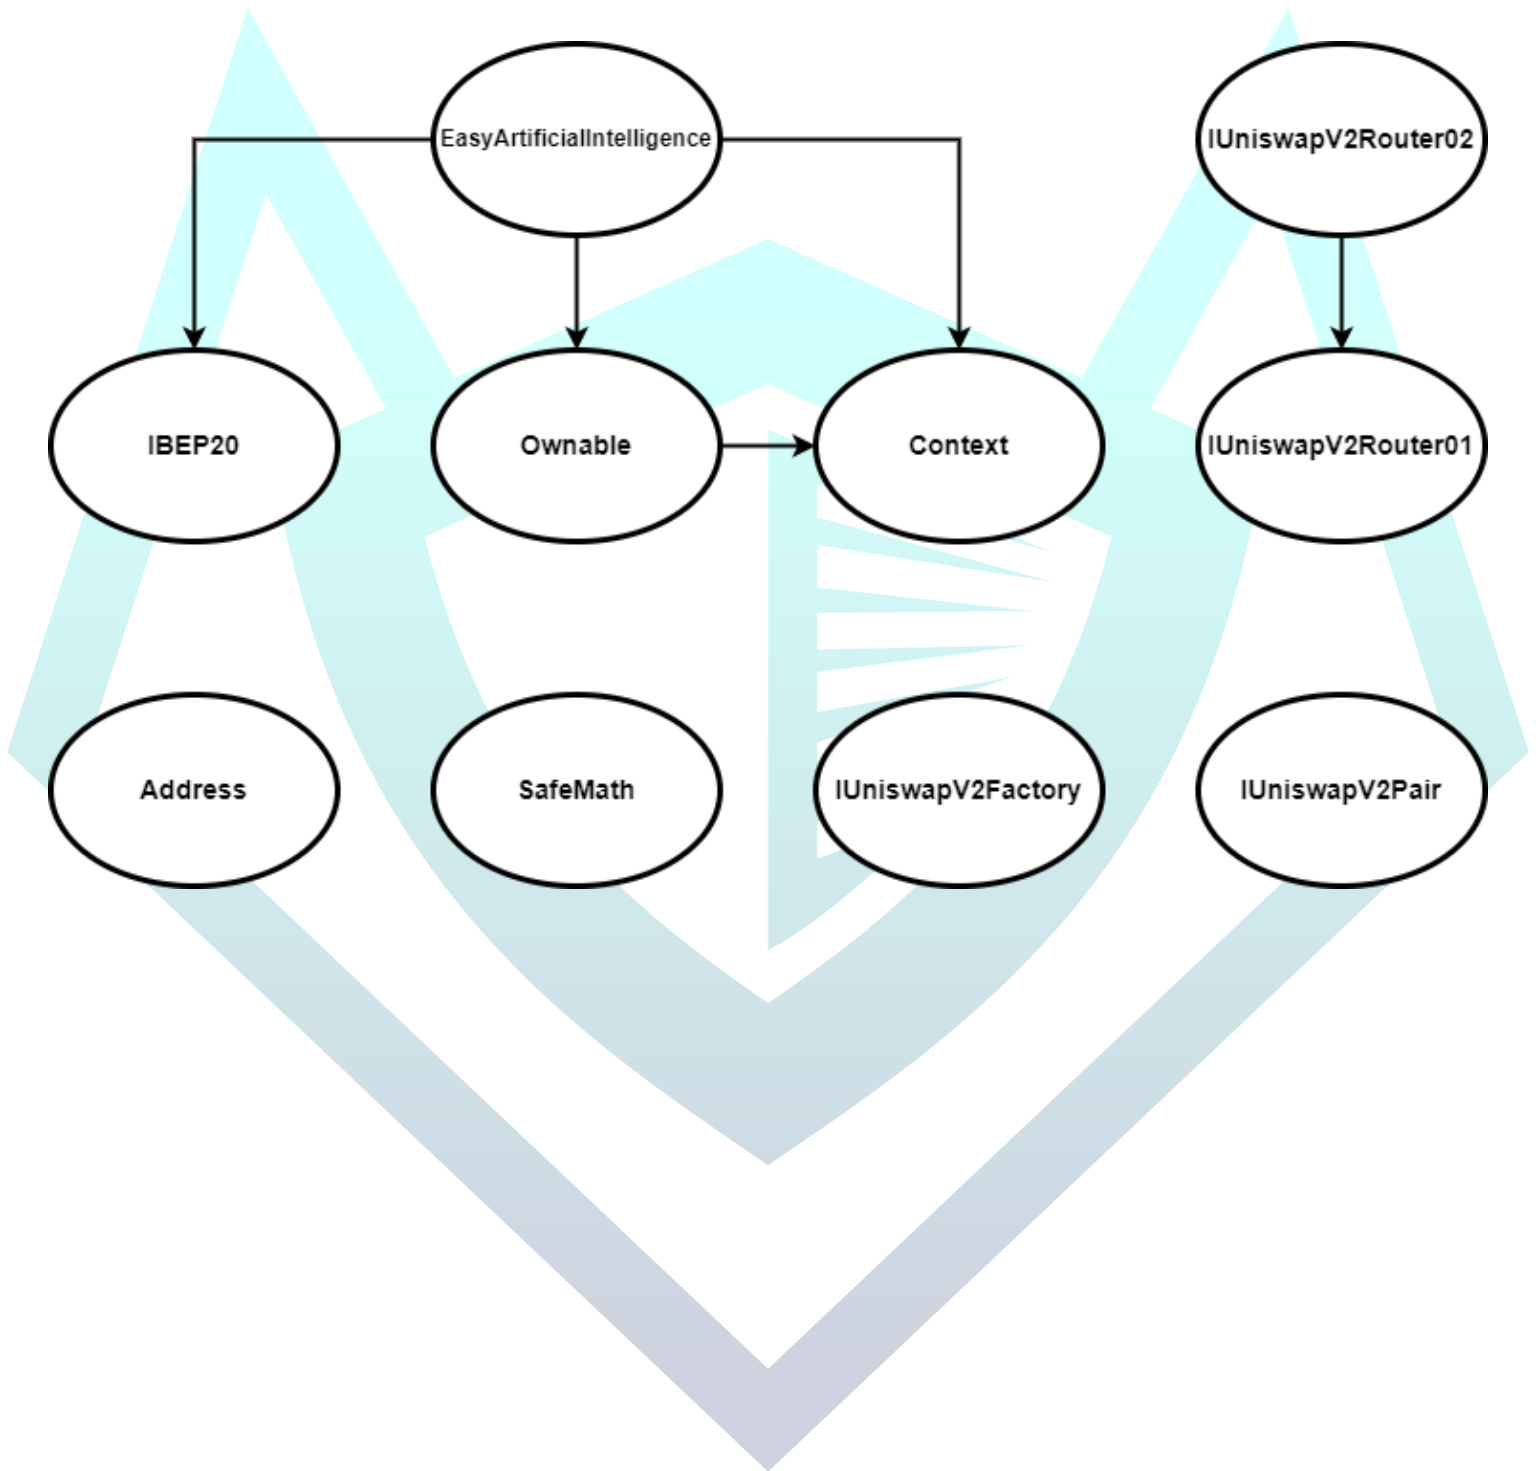 EasyArtificialIntelligence
IUniswapV2Router02
IBEP20
Ownable
Context
IUniswapV2Router01
Address
SafeMath
IUniswapV2Factory
IUniswapV2Pair